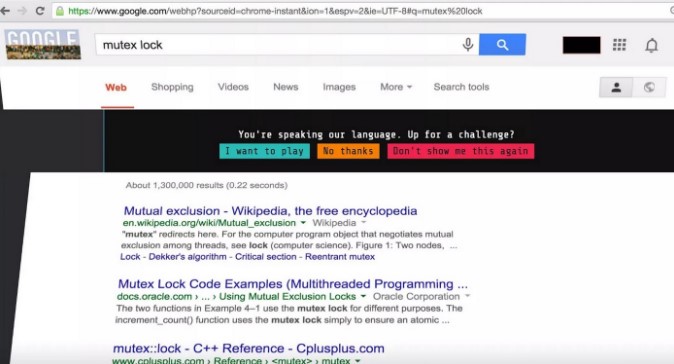 https://www.google.com/webhp?sourceid=chrome-instant&ion=1&espv=2&ie=UTF-8#q=mutex%20lock
GOOGLE
mutex lock
Web Shopping Videos News Images More Search tools
You're speaking our language. Up for a challenge?
I want to play No thanks Don't show me this again
About 1,300,000 results (0.22 seconds)
Mutual exclusion - Wikipedia, the free encyclopedia
en.wikipedia.org/wiki/Mutual_exclusion Wikipedia
"mutex" redirects here. For the computer program object that negotiates mutual
exclusion among threads, see lock (computer science). Figure 1: Two nodes, ...
Lock - Dekker's algorithm - Critical section - Reentrant mutex
Mutex Lock Code Examples (Multithreaded Programming ...
docs.oracle.com › ... › Using Mutual Exclusion Locks Oracle Corporation
The two functions in Example 4–1 use the mutex lock for different purposes. The
increment_count() function uses the mutex lock simply to ensure an atomic ...
mutex::lock - C++ Reference - Cplusplus.com
www.cplusplus.com › Reference › <mutex> › mutex